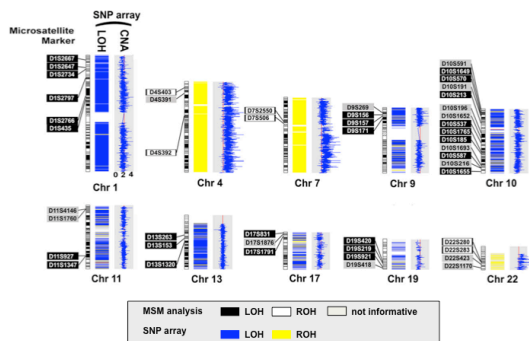 SNP array
Microsatellite
Marker
LOH
CNA
D1S2667
D1S2647
D1S2734
D1S2797
D1S2766
D1S435
0 2 4
Chr 1
D4S403
D4S391
D4S392
Chr 4
D7S2550
D7S506
Chr 7
D9S269
D9S156
D9S157
D9S171
Chr 9
D10S591
D10S1649
D10S570
D10S191
D10S213
D10S196
D10S1652
D10S537
D10S1765
D10S185
D10S1693
D10S587
D10S216
D10S1655
Chr 10
D11S4146
D11S1760
D11S927
D11S1347
Chr 11
D13S263
D13S153
D13S1320
Chr 13
D17S831
D17S1876
D17S1791
Chr 17
D19S420
D19S219
D19S921
D19S418
Chr 19
D22S280
D22S283
D22S423
D22S1170
Chr 22
MSM analysis LOH ROH not informative
SNP array LOH ROH